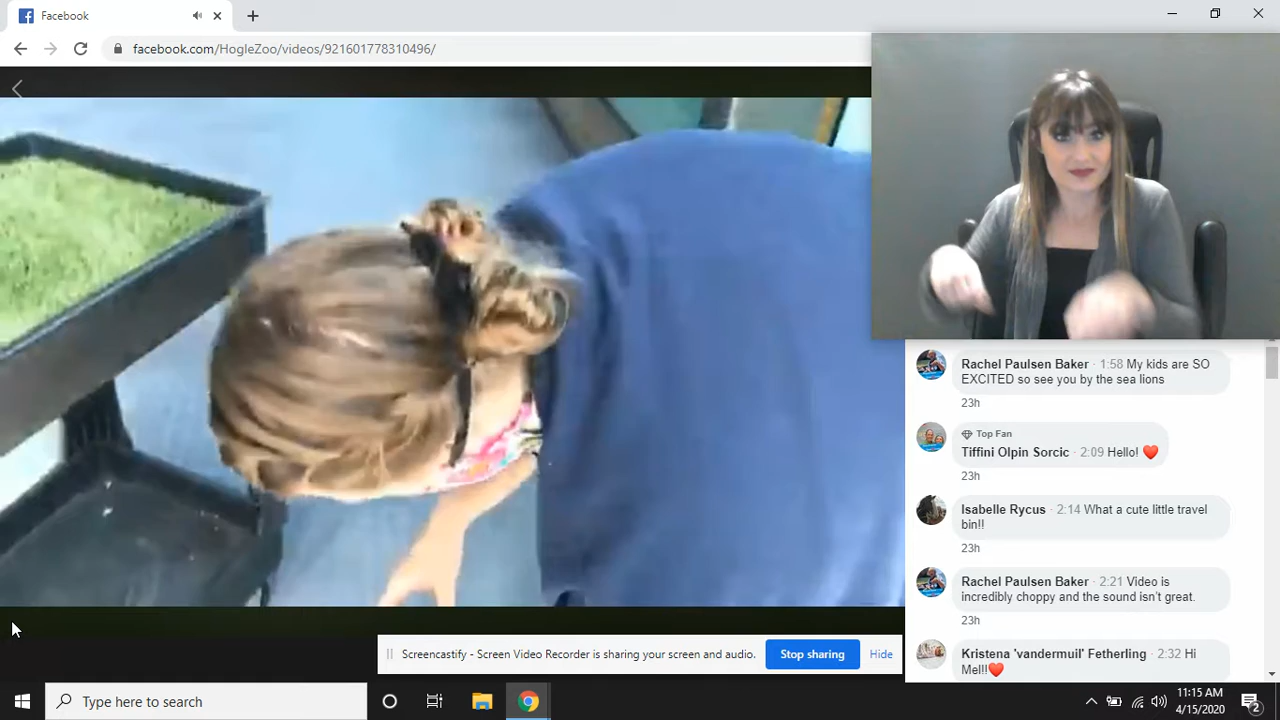 Facebook
facebook.com/HogleZoo/videos/921601778310496/
Rachel Paulsen Baker · 1:58 My kids are SO
EXCITED so see you by the sea lions
23h
Top Fan
Tiffini Olpin Sorcic · 2:09 Hello! ❤️
23h
Isabelle Rycus · 2:14 What a cute little travel
bin!!
23h
Rachel Paulsen Baker · 2:21 Video is
incredibly choppy and the sound isn't great.
23h
Kristena 'vandermuil' Fetherling · 2:32 Hi
Mel!!❤️
Screencastify - Screen Video Recorder is sharing your screen and audio.
Stop sharing
Hide
Type here to search
11:15 AM
4/15/2020
2